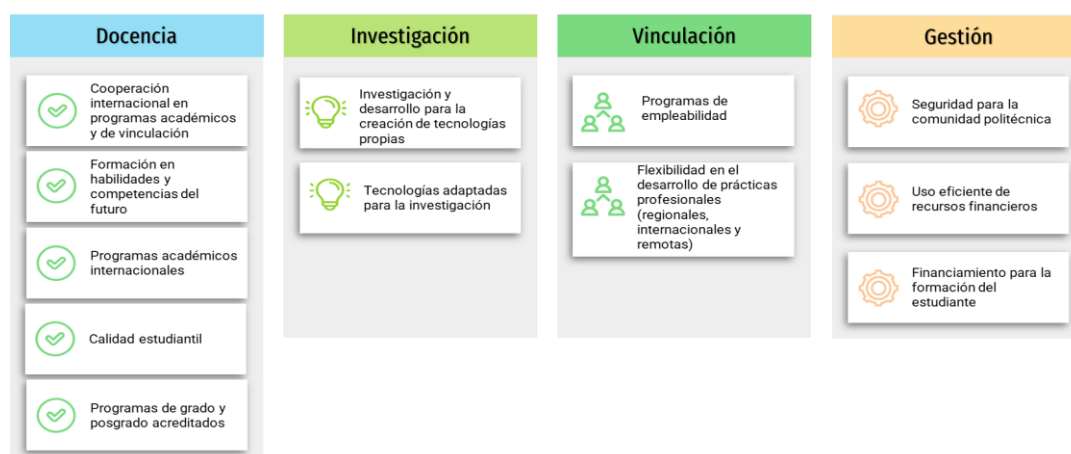 Docencia
Cooperación
internacional en
programas académicos
y de vinculación
Formación en
habilidades y
competencias del
futuro
Programas académicos
internacionales
Calidad estudiantil
Programas de grado y
posgrado acreditados
Investigación
Investigación y
desarrollo para la
creación de tecnologías
propias
Tecnologías adaptadas
para la investigación
Vinculación
Programas de
empleabilidad
Flexibilidad en el
desarrollo de prácticas
profesionales
(regionales,
internacionales y
remotas)
Gestión
Seguridad para la
comunidad politécnica
Uso eficiente de
recursos financieros
Financiamiento para la
formación del
estudiante